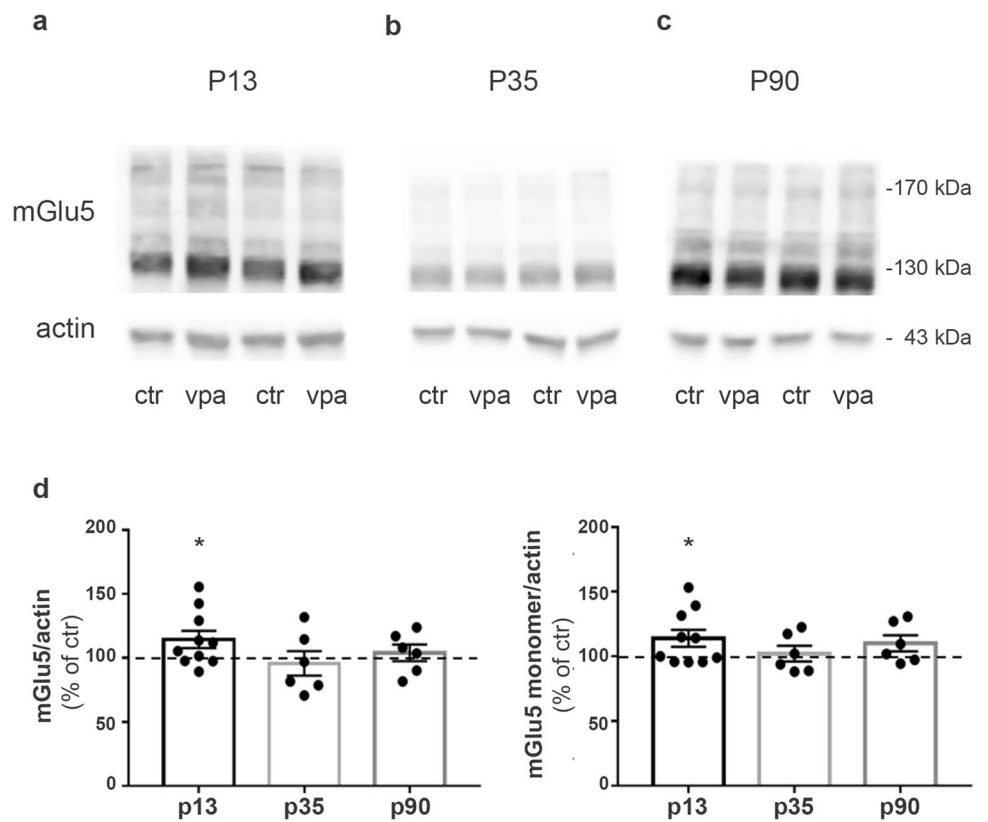 a
b
c
P13
P35
P90
mGlu5
-170 kDa
-130 kDa
actin
- 43 kDa
ctr vpa ctr vpa
ctr vpa ctr vpa
ctr vpa ctr vpa
d
mGlu5/actin
(% of ctr)
200
150
100
50
0
*
p13 p35 p90
mGlu5 monomer/actin
(% of ctr)
200
150
100
50
0
*
p13 p35 p90